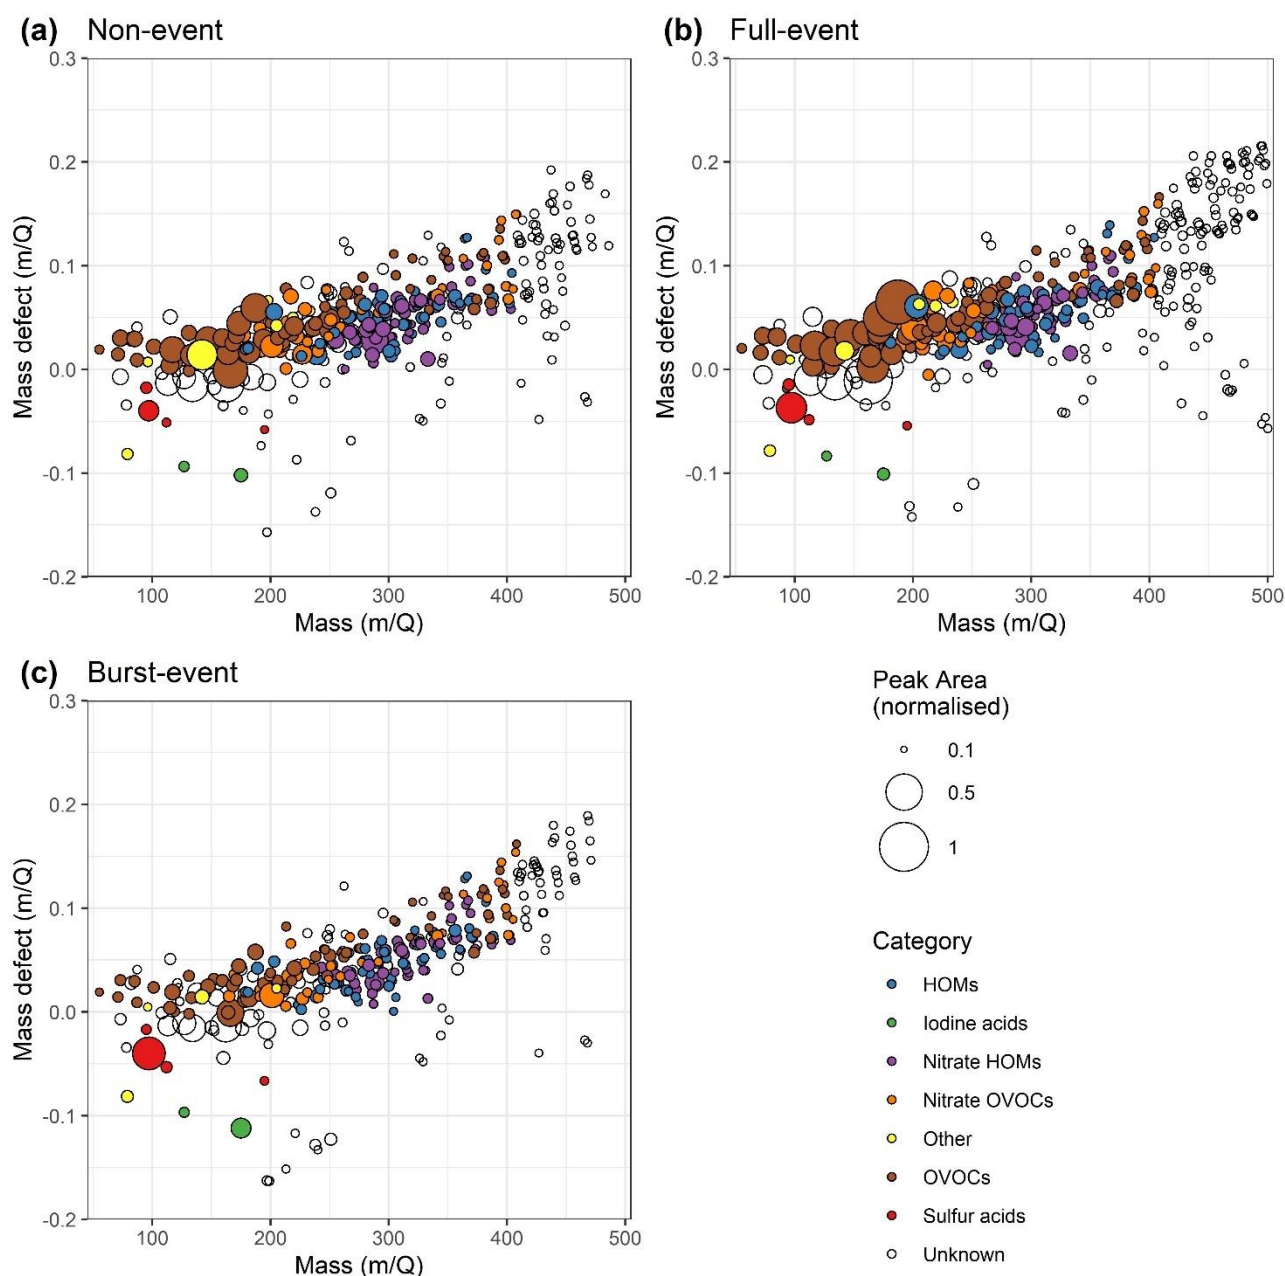 (a) Non-event
0.3
0.2
0.1
0.0
-0.1
-0.2
Mass defect (m/Q)
100 200 300 400 500
Mass (m/Q)
(b) Full-event
0.3
0.2
0.1
0.0
-0.1
-0.2
Mass defect (m/Q)
100 200 300 400 500
Mass (m/Q)
(c) Burst-event
0.3
0.2
0.1
0.0
-0.1
-0.2
Mass defect (m/Q)
100 200 300 400 500
Mass (m/Q)
Peak Area
(normalised)
0.1
0.5
1
Category
HOMs
Iodine acids
Nitrate HOMs
Nitrate OVOCs
Other
OVOCs
Sulfur acids
Unknown